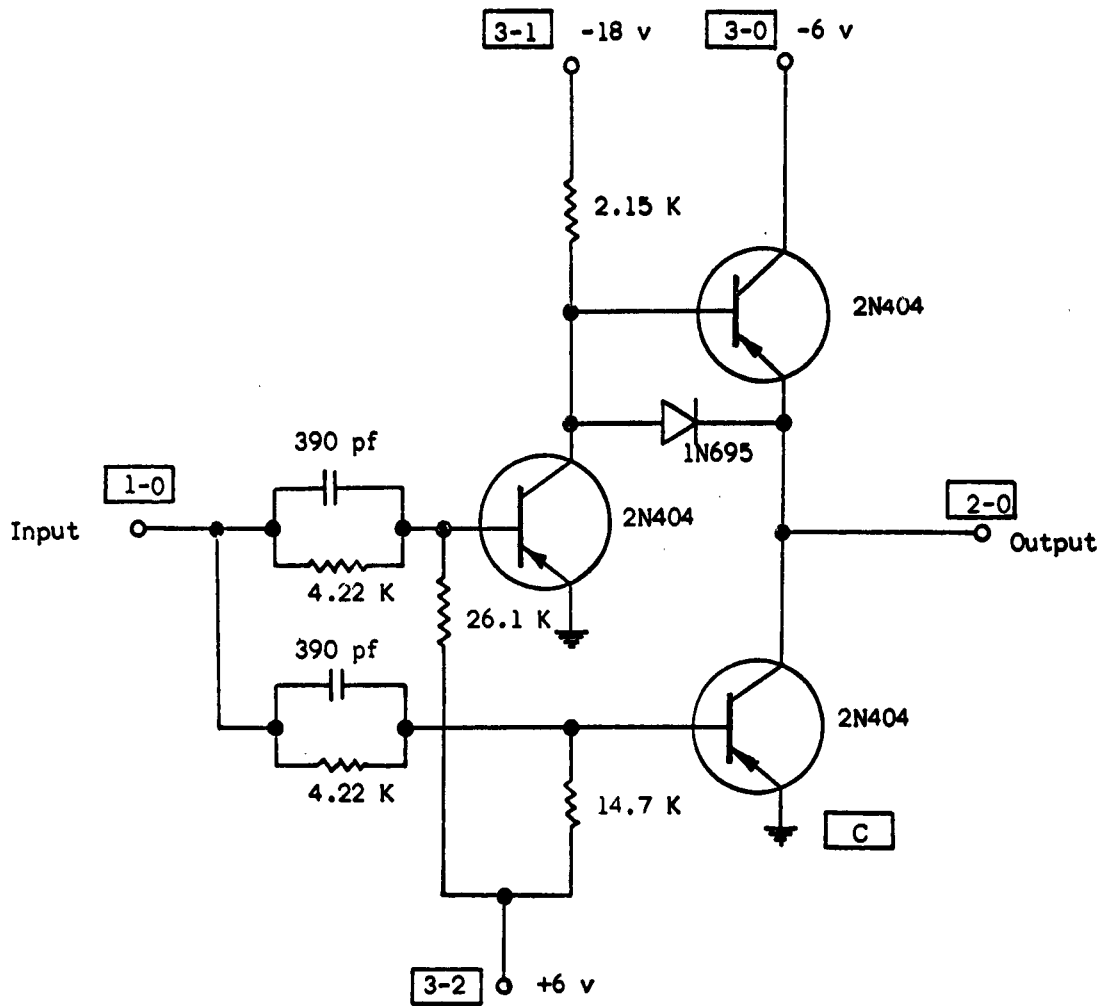 3-1 -18 v
3-0 -6 v
2.15 K
2N404
1N695
390 pf
1-0
Input
4.22 K
2N404
26.1 K
2-0
Output
390 pf
4.22 K
2N404
14.7 K
C
3-2 +6 v